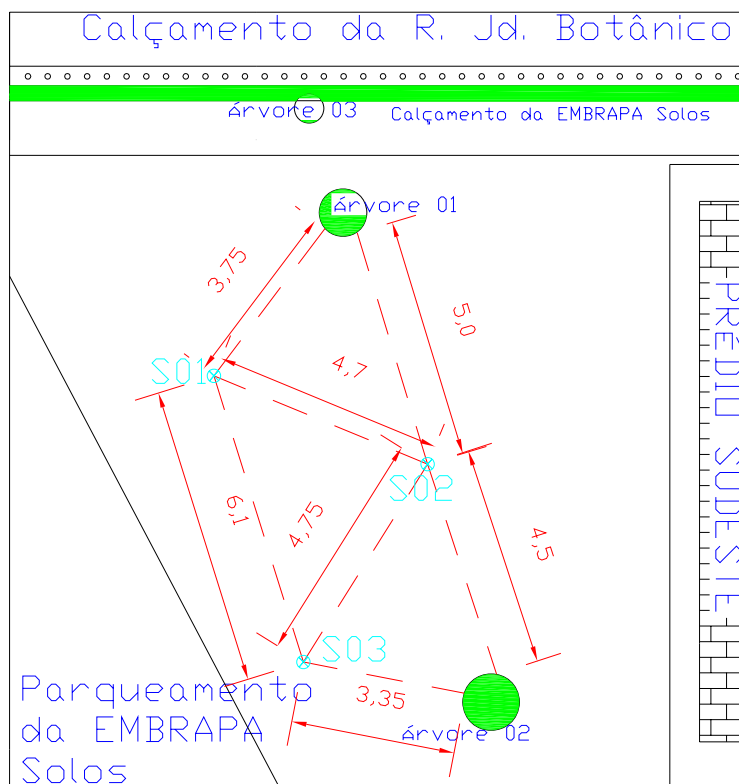 Calçamento da R. Jd. Botânico
árvore 03
Calçamento da EMBRAPA Solos
árvore 01
3,75
5,0
S01
4,7
PRÉDIO SUDESTE
S02
6,1
4,75
4,5
S03
Parqueamento
da EMBRAPA
Solos
3,35
árvore 02